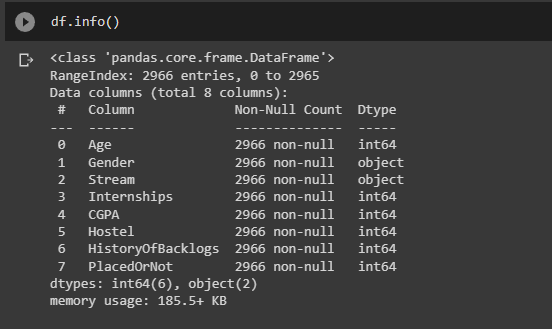 df.info()
<class 'pandas.core.frame.DataFrame'>
RangeIndex: 2966 entries, 0 to 2965
Data columns (total 8 columns):
 #   Column             Non-Null Count  Dtype
---  ------             --------------  -----
 0   Age                2966 non-null   int64
 1   Gender             2966 non-null   object
 2   Stream             2966 non-null   object
 3   Internships        2966 non-null   int64
 4   CGPA               2966 non-null   int64
 5   Hostel             2966 non-null   int64
 6   HistoryOfBacklogs  2966 non-null   int64
 7   PlacedOrNot        2966 non-null   int64
dtypes: int64(6), object(2)
memory usage: 185.5+ KB